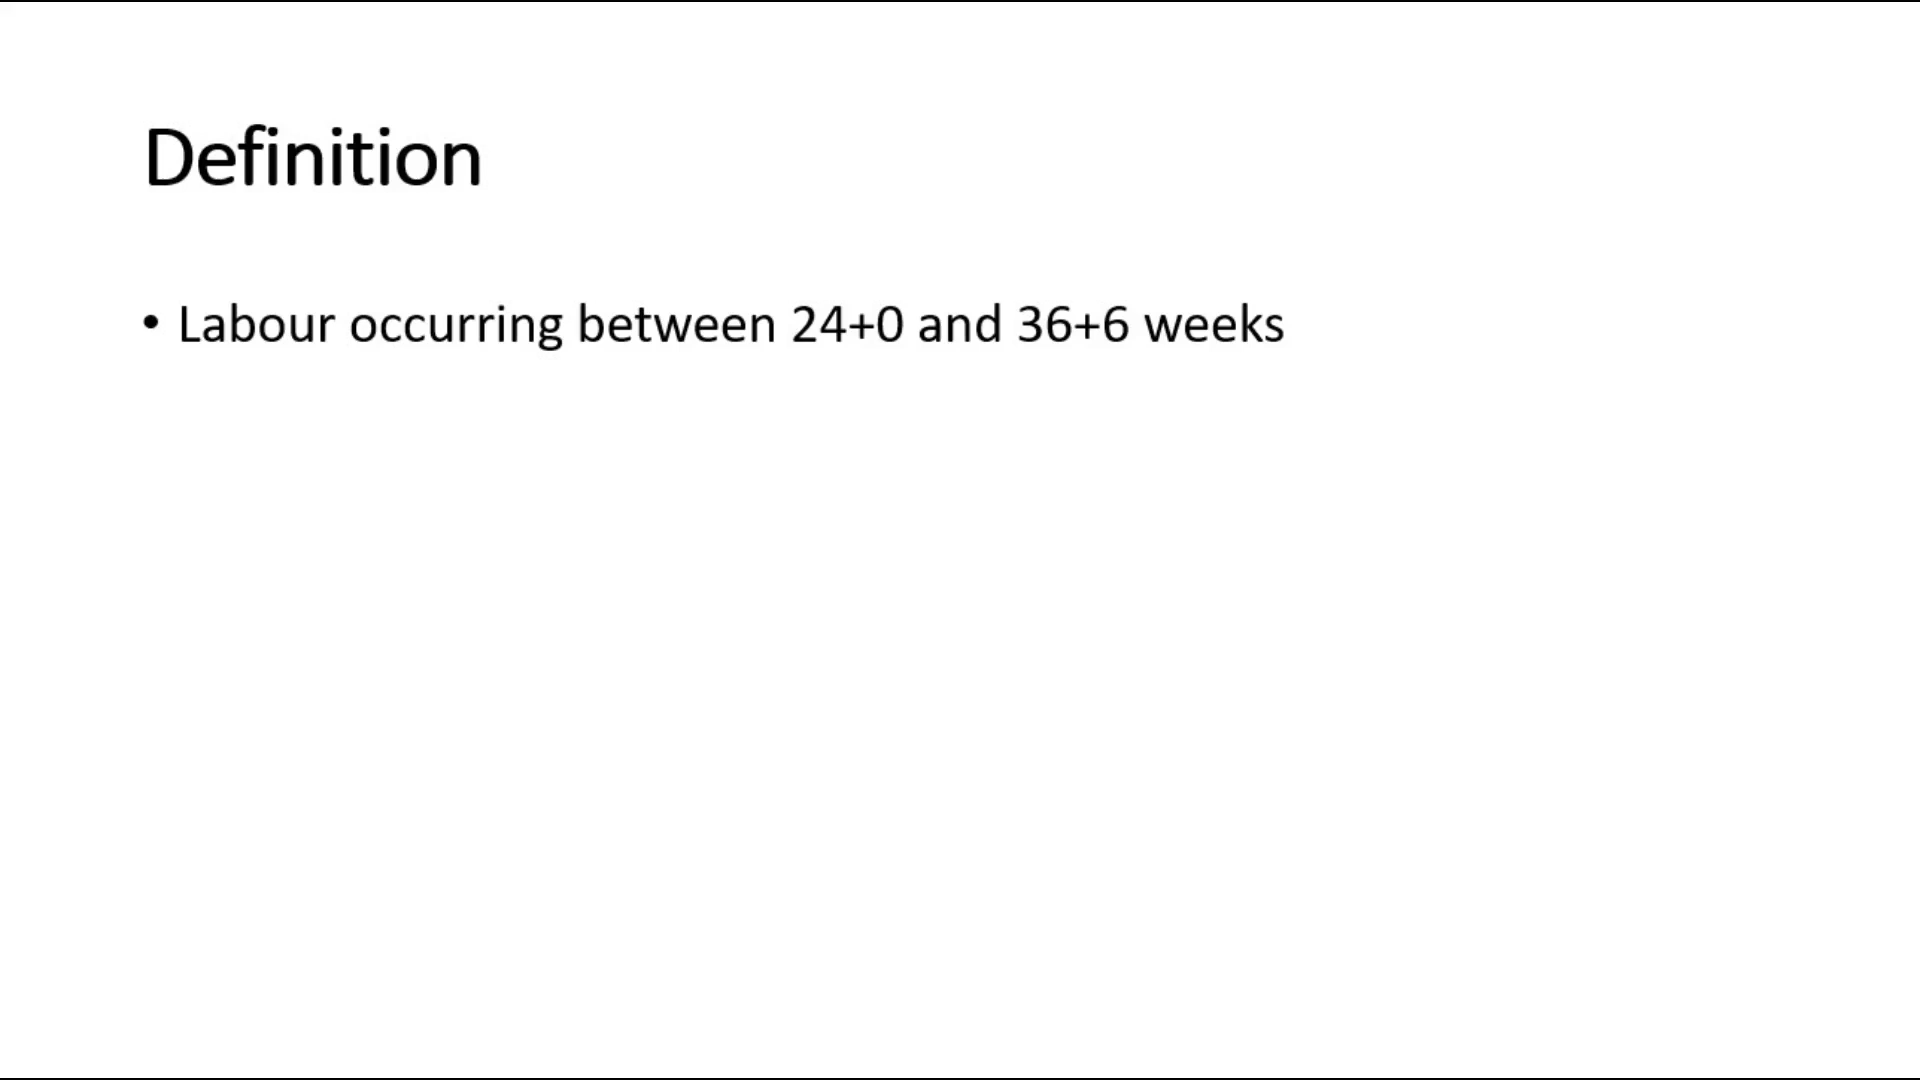 Definition
• Labour occurring between 24+0 and 36+6 weeks